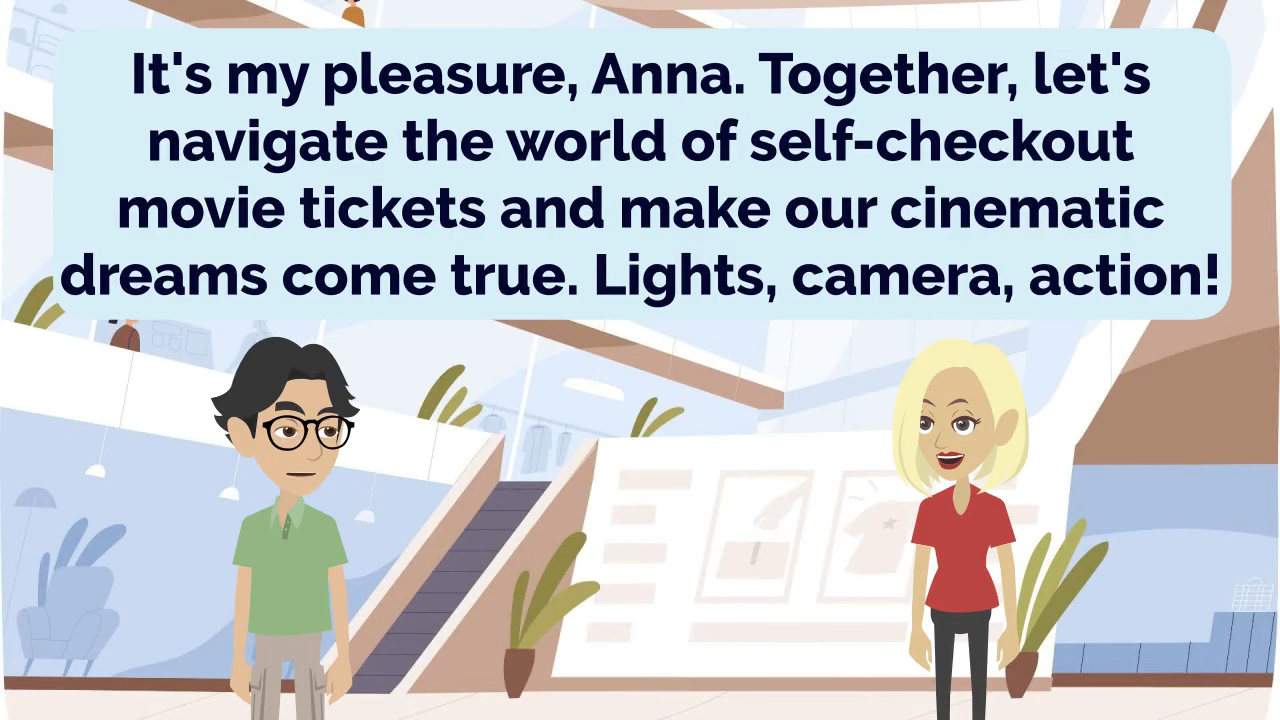 It's my pleasure, Anna. Together, let's
navigate the world of self-checkout
movie tickets and make our cinematic
dreams come true. Lights, camera, action!